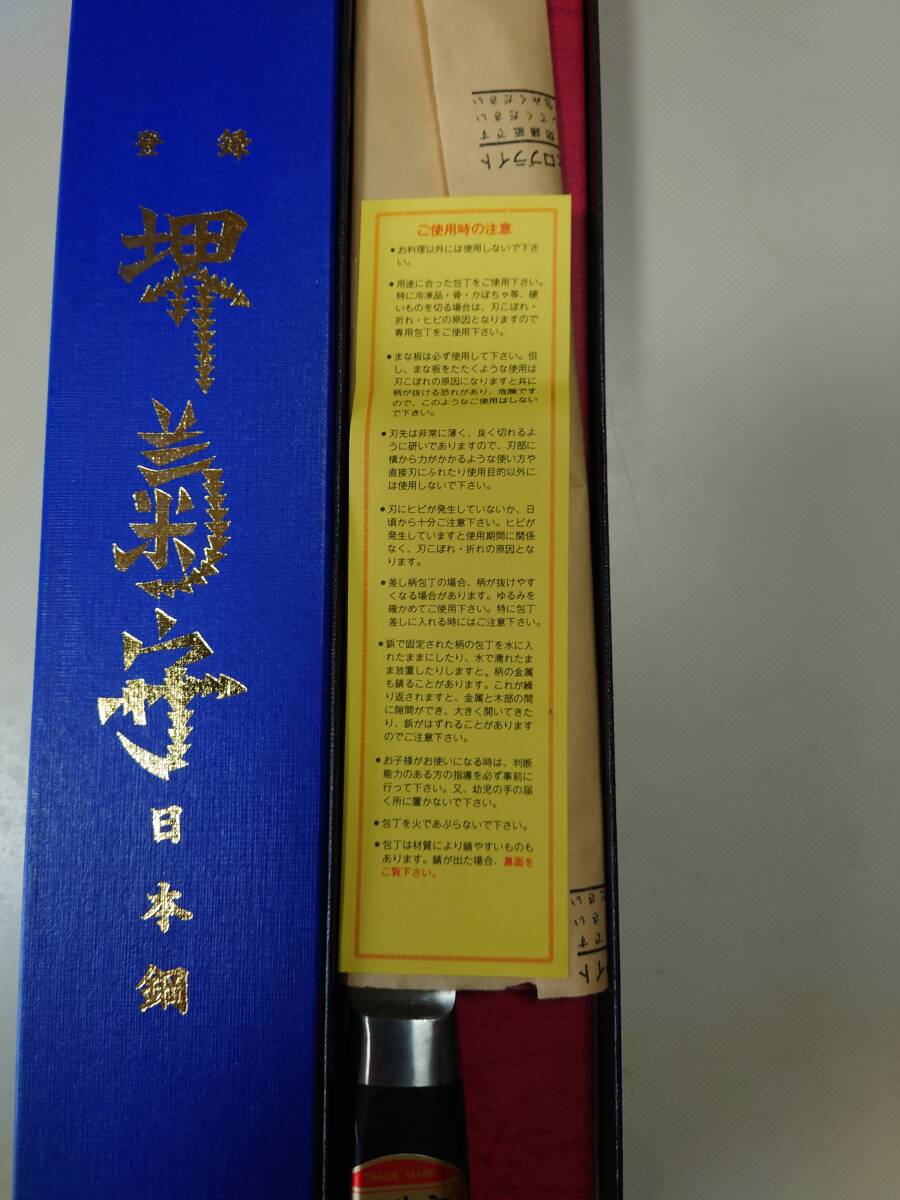 登録
堺菊守
日本鋼
ロブライト
防錆紙です
てください
ください
ご使用時の注意
●お料理以外には使用しないで下さ
い。
●用途に合った包丁をご使用下さい。
特に冷凍品・骨・かぼちゃ等、硬
いものを切る場合は、刃こぼれ・
折れ・ヒビの原因となりますので
専用包丁をご使用下さい。
●まな板は必ず使用して下さい。但
し、まな板をたたくような使用は
刃こぼれの原因になりますと共に
柄が抜ける恐れがあり、危険です
ので、このようなご使用はしない
で下さい。
●刃先は非常に薄く、良く切れるよ
うに研いでありますので、刃部に
横から力がかかるような使い方や
直接刃にふれたり使用目的以外に
は使用しないで下さい。
●刃にヒビが発生していないか、日
頃から十分ご注意下さい。ヒビが
発生していますと使用期間に関係
なく、刃こぼれ・折れの原因とな
ります。
●差し柄包丁の場合、柄が抜けやす
くなる場合があります。ゆるみを
確かめてご使用下さい。特に包丁
差しに入れる時にはご注意下さい。
●鋲で固定された柄の包丁を水に入
れたままにしたり、水で濡れたま
ま放置したりしますと、柄の金属
も錆ることがあります。これが繰
り返されますと、金属と木部の間
に隙間ができ、大きく開いてきた
り、鋲がはずれることがあります
のでご注意下さい。
●お子様がお使いになる時は、判断
能力のある方の指導を必ず事前に
行って下さい。又、幼児の手の届
く所に置かないで下さい。
●包丁を火であぶらないで下さい。
●包丁は材質により錆やすいものも
あります。錆が出た場合、裏面を
ご覧下さい。
イト
です
さい
ださい
TRADE MARK